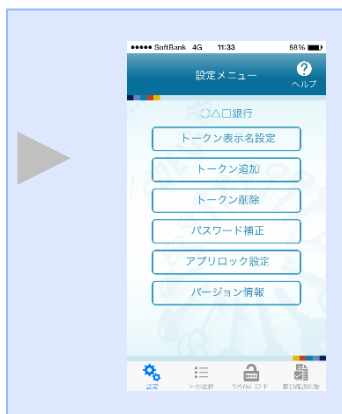 ●●●●● SoftBank 4G 11:33 88%
設定メニュー
?
ヘルプ
○△□銀行
トークン表示名設定
トークン追加
トークン削除
パスワード補正
アプリロック設定
バージョン情報
設定